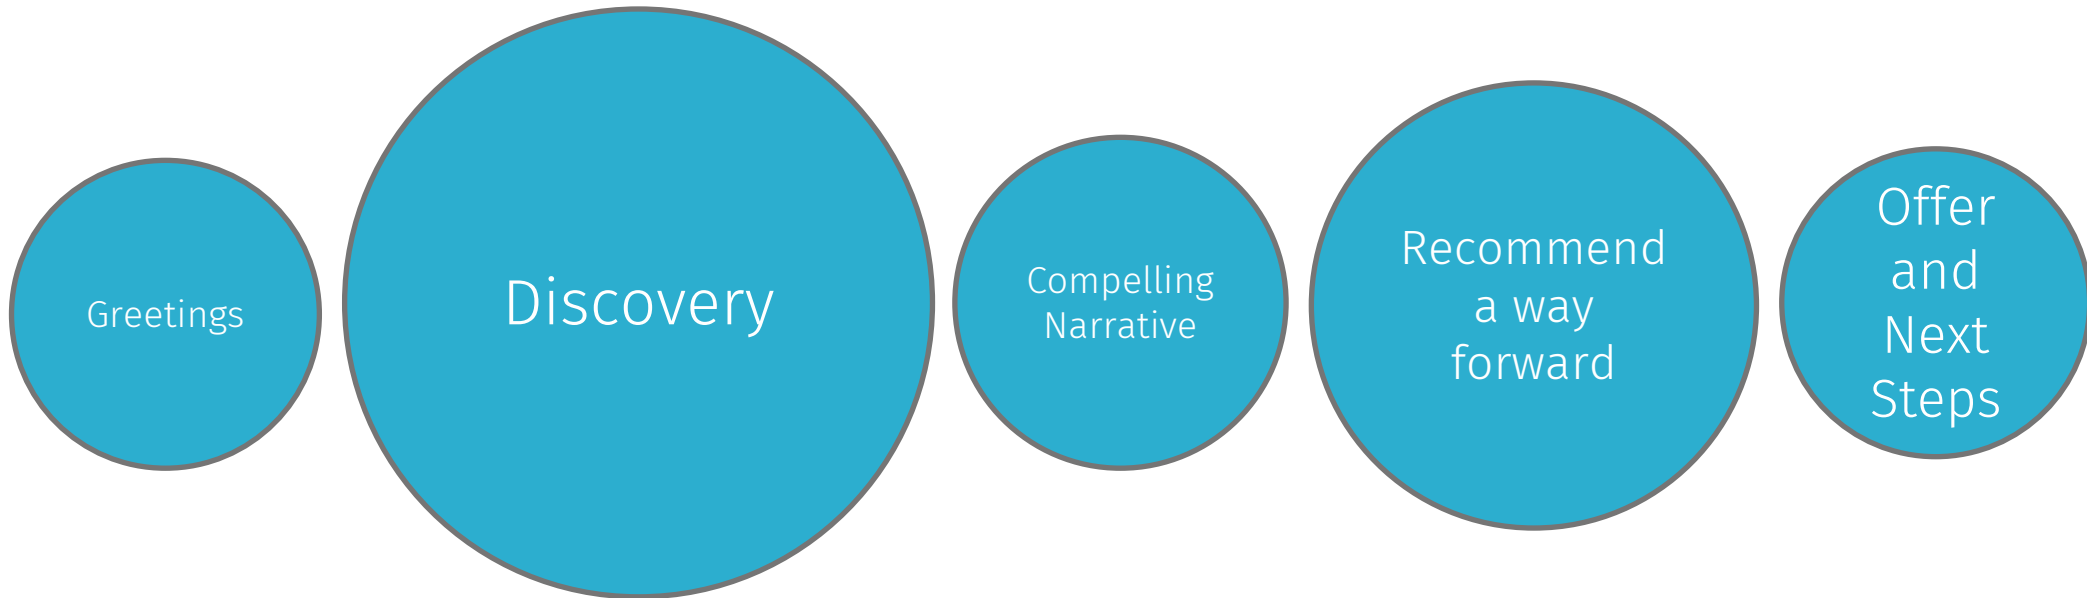 Greetings
Discovery
Compelling
Narrative
Recommend
a way
forward
Offer
and
Next
Steps